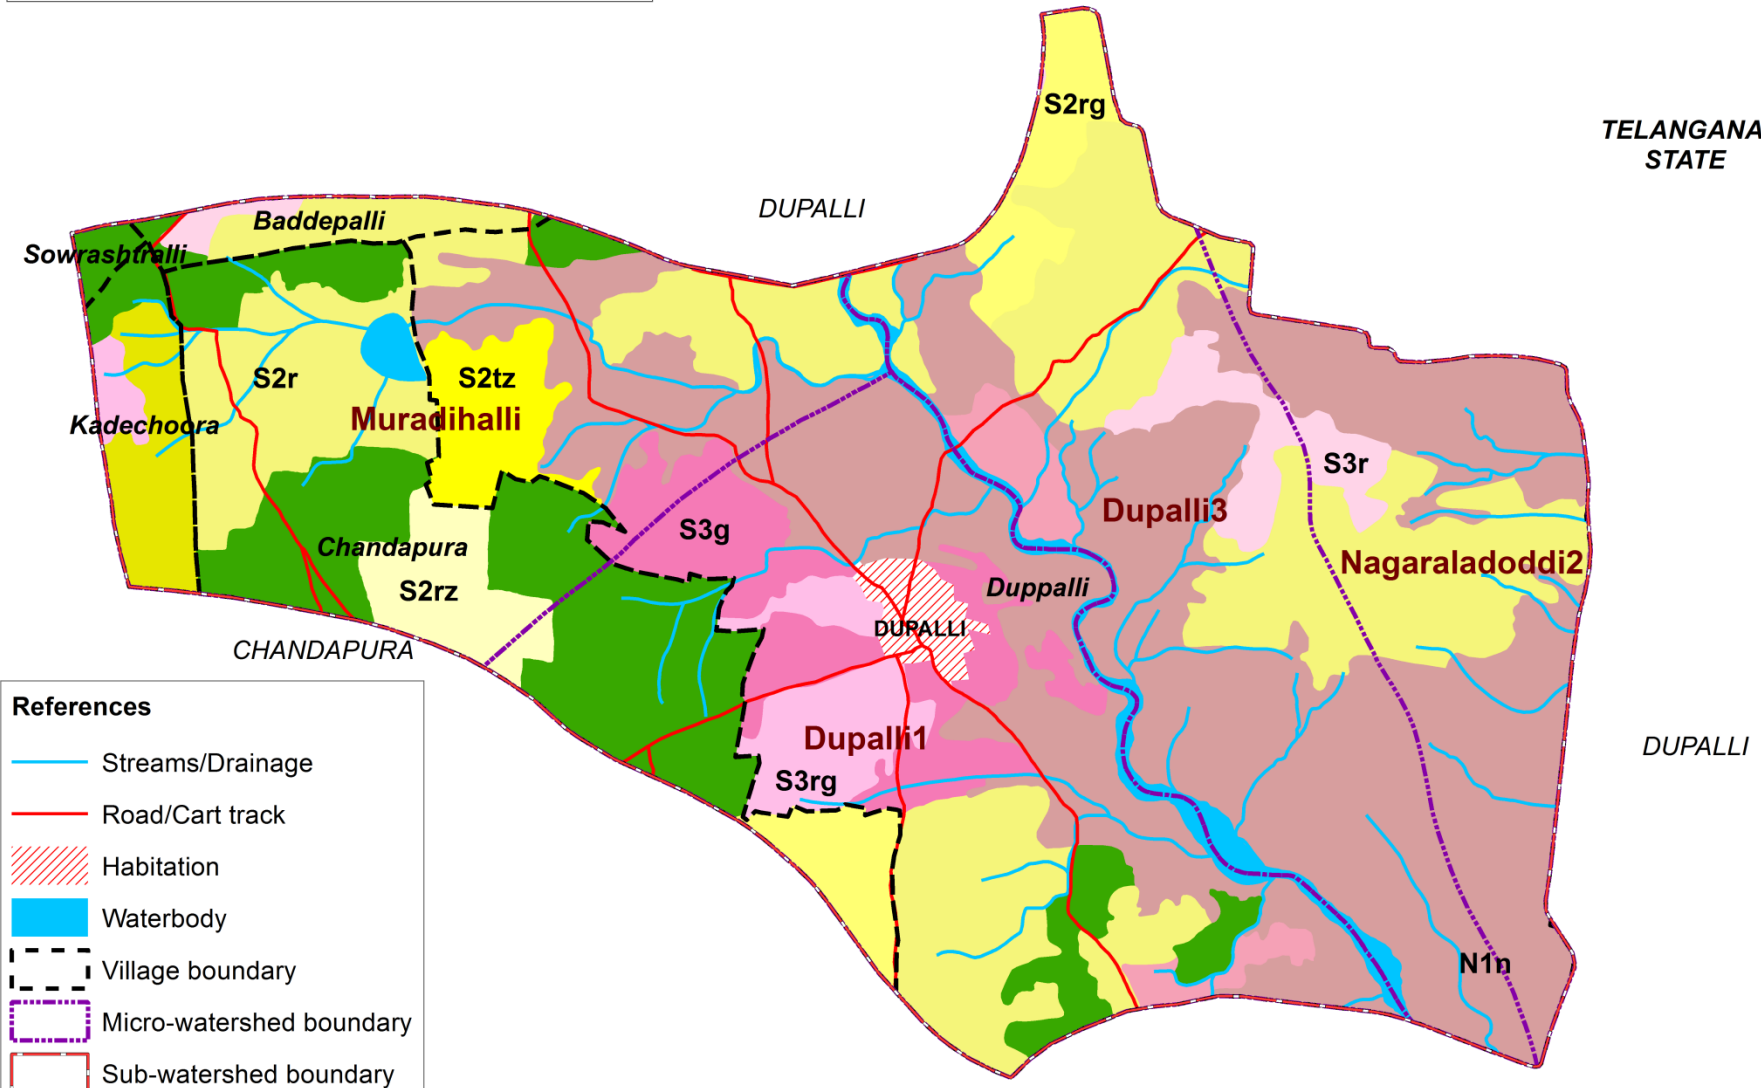 S2rg
TELANGANA
STATE
DUPALLI
Baddepalli
Sowrashtralli
S2r
S2tz
Muradihalli
Kadechoora
S3r
Dupalli3
S3g
Chandapura
Nagaraladoddi2
S2rz
Duppalli
DUPALLI
CHANDAPURA
Dupalli1
DUPALLI
S3rg
N1n
References
Streams/Drainage
Road/Cart track
Habitation
Waterbody
Village boundary
Micro-watershed boundary
Sub-watershed boundary